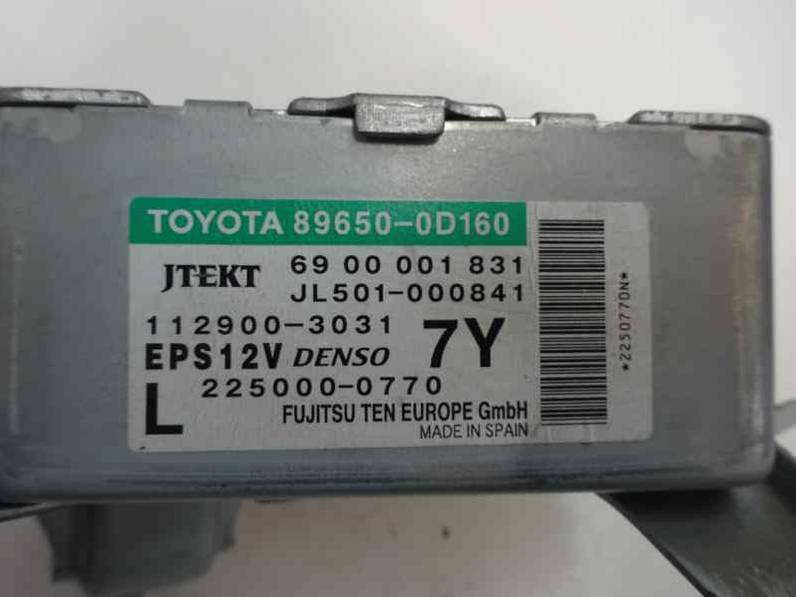 TOYOTA 89650-0D160
JTEKT 69 00 001 831
JL501-000841
112900-3031 7Y
EPS12V DENSO
L 225000-0770
FUJITSU TEN EUROPE GmbH
MADE IN SPAIN
*2250770N*